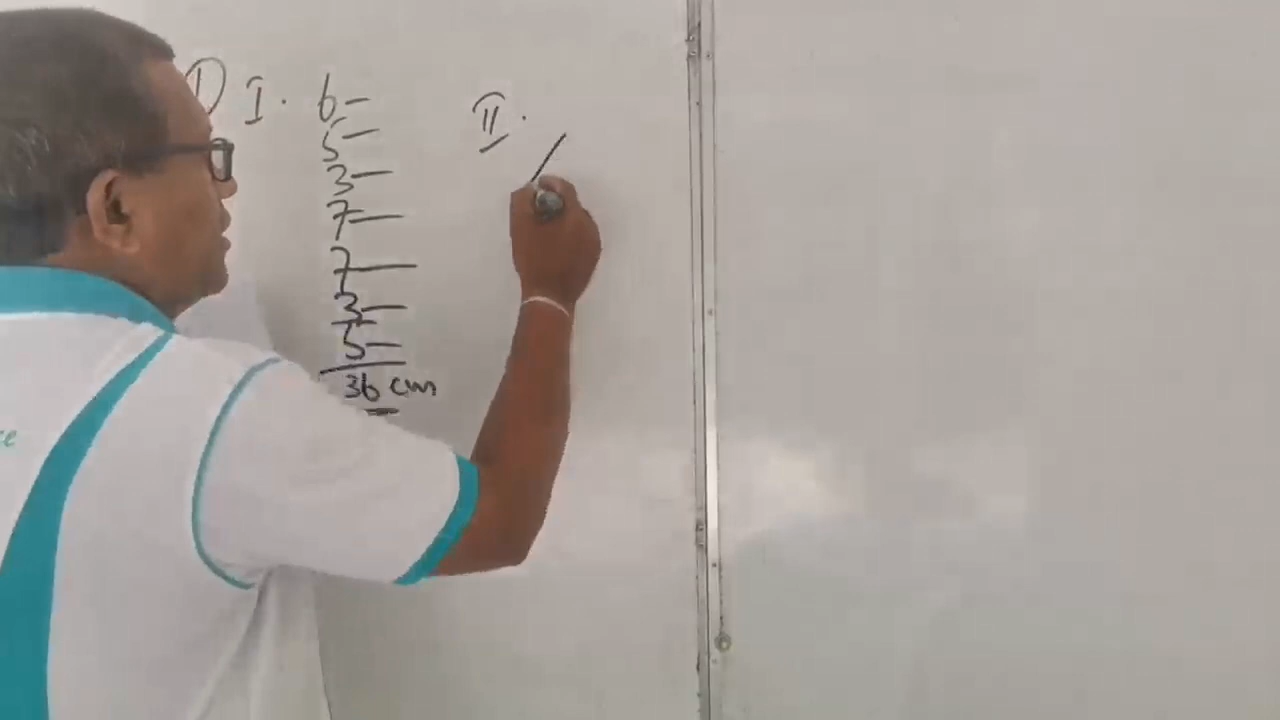 1) I. 6 –
5 –
3 –
7 –
7 –
3 –
5 –
36 cm
II.